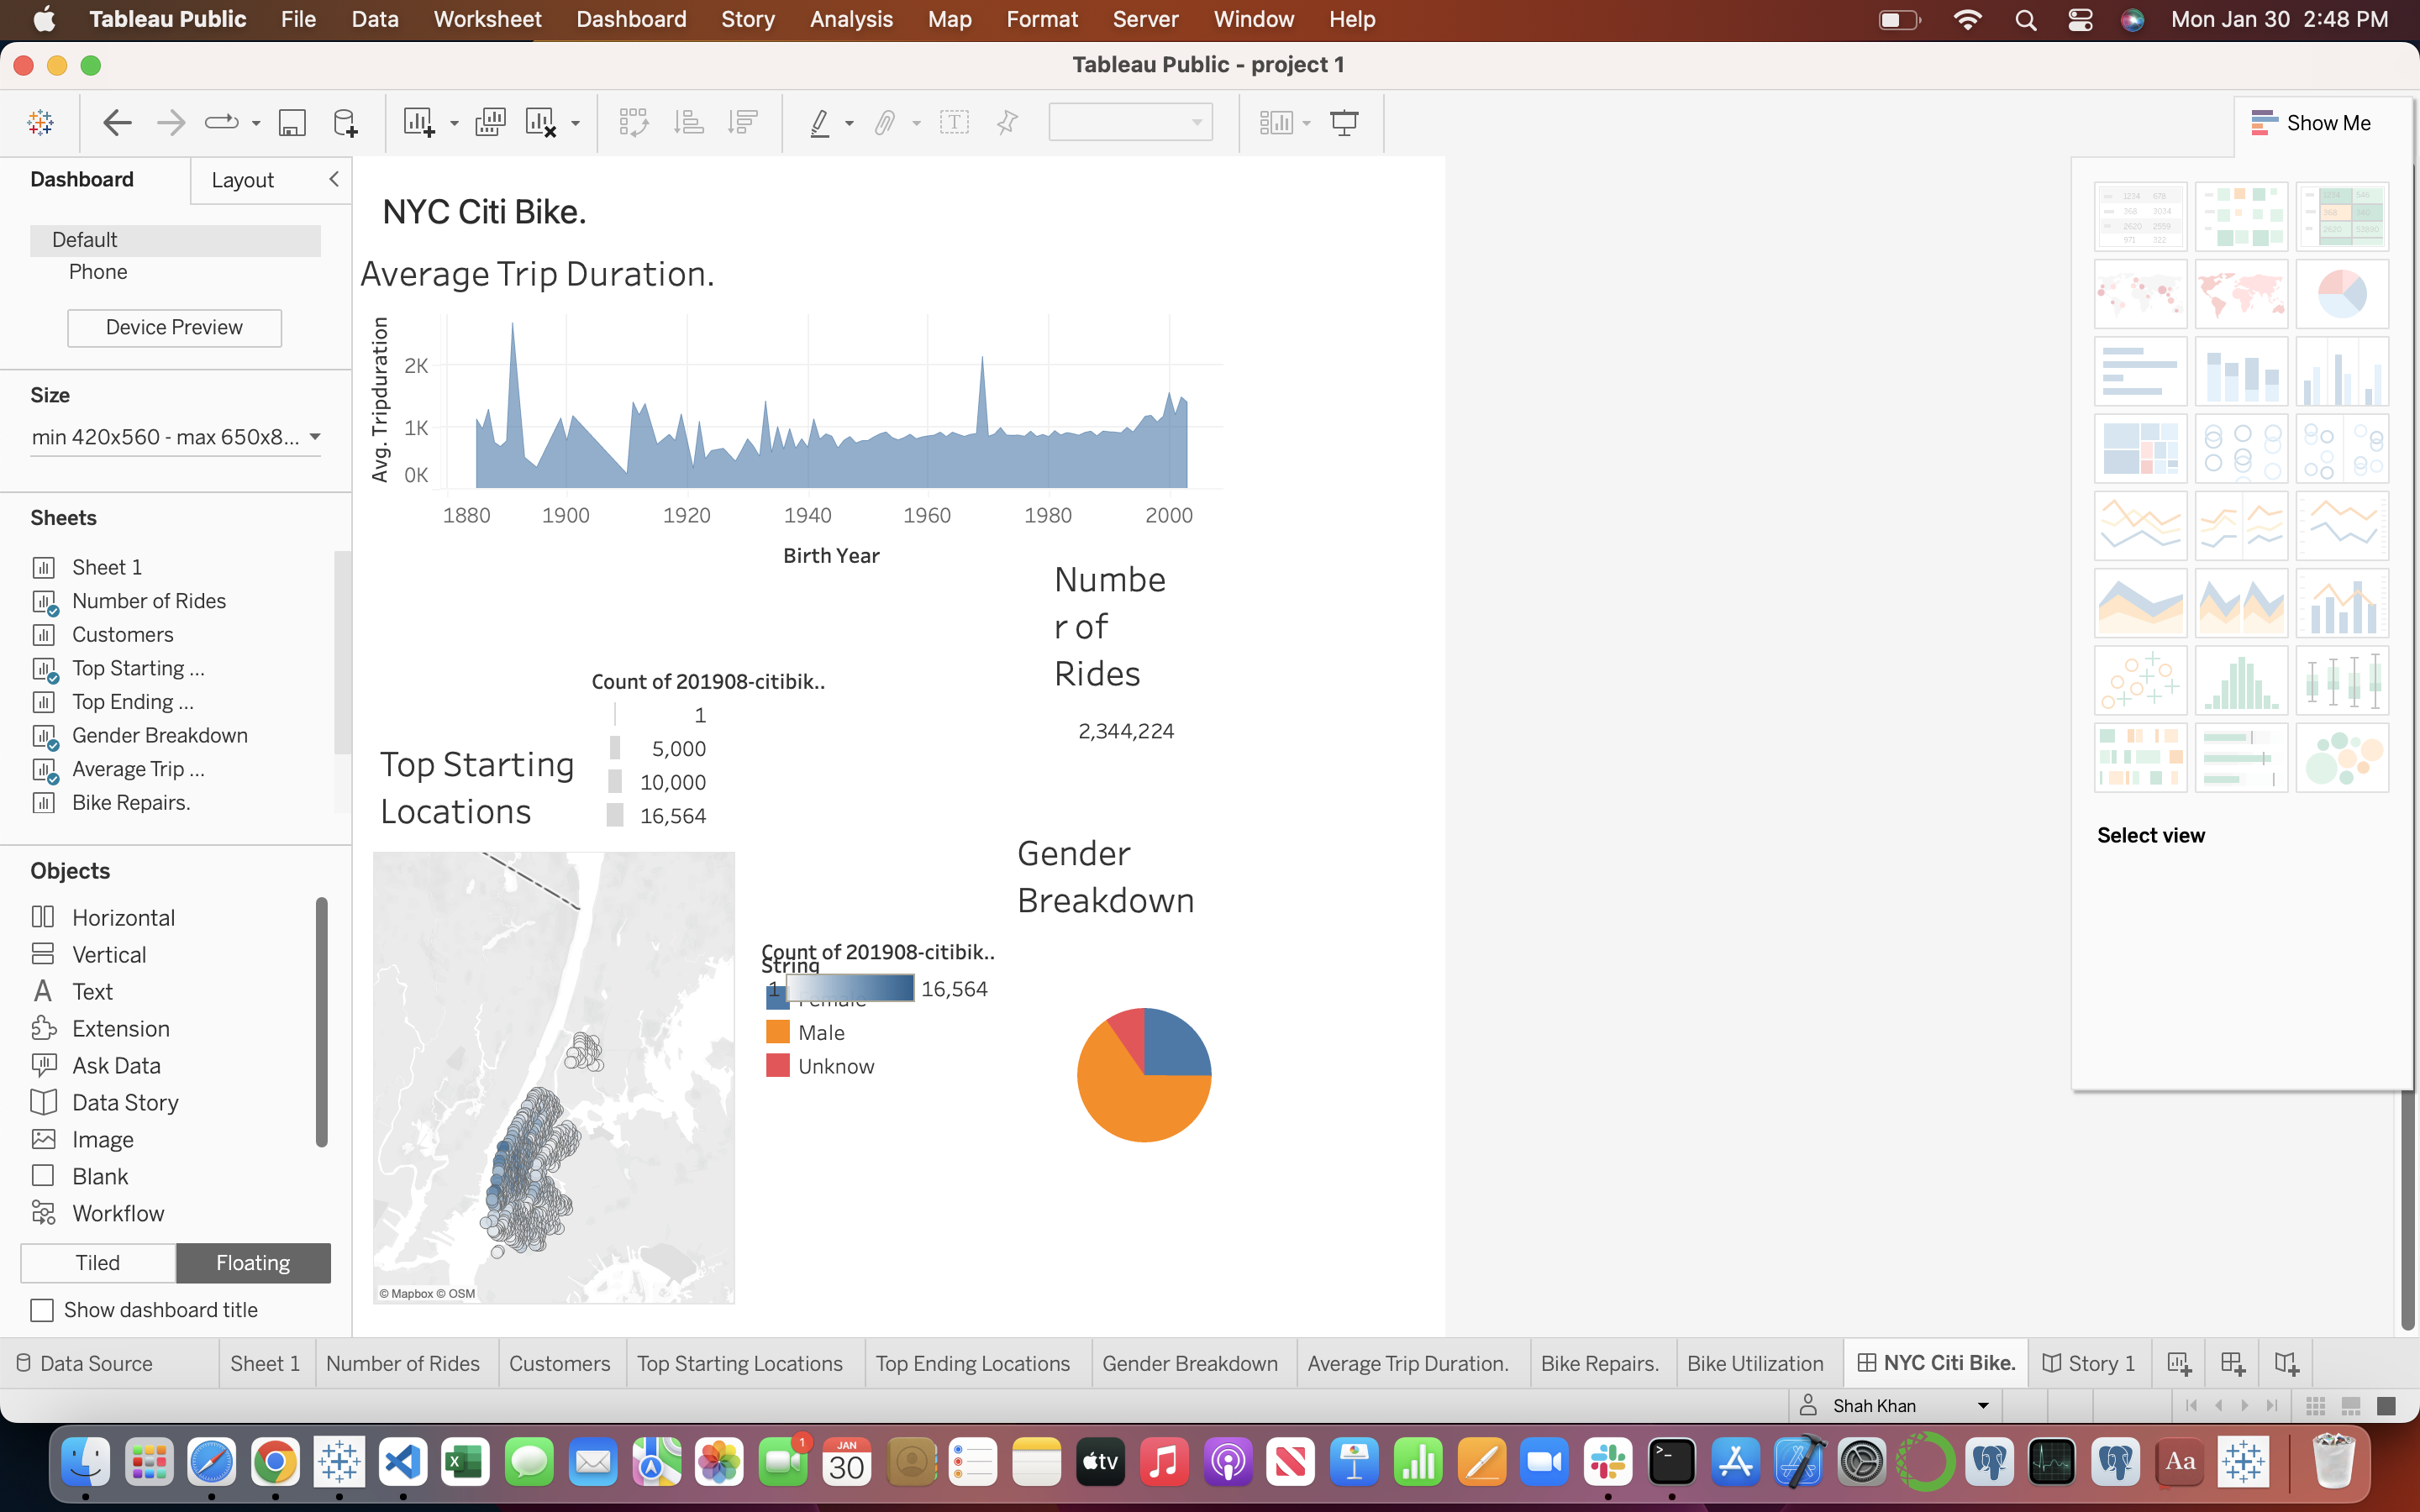 Tableau Public File Data Worksheet Dashboard Story Analysis Map Format Server Window Help Mon Jan 30 2:48 PM
Tableau Public - project 1
Show Me
Dashboard Layout
Default
Phone
Device Preview
Size
min 420x560 - max 650x8...
Sheets
Sheet 1
Number of Rides
Customers
Top Starting ...
Top Ending ...
Gender Breakdown
Average Trip ...
Bike Repairs.
Objects
Horizontal
Vertical
Text
Extension
Ask Data
Data Story
Image
Blank
Workflow
Tiled Floating
Show dashboard title
NYC Citi Bike.
Average Trip Duration.
Avg. Tripduration
2K
1K
0K
1880 1900 1920 1940 1960 1980 2000
Birth Year
Numbe
r of
Rides
2,344,224
Count of 201908-citibik..
1
5,000
10,000
16,564
Top Starting
Locations
© Mapbox © OSM
Gender
Breakdown
Count of 201908-citibik..
String
1 16,564
Female
Male
Unknow
Select view
Data Source Sheet 1 Number of Rides Customers Top Starting Locations Top Ending Locations Gender Breakdown Average Trip Duration. Bike Repairs. Bike Utilization NYC Citi Bike. Story 1
Shah Khan
1
JAN
30
tv
Aa